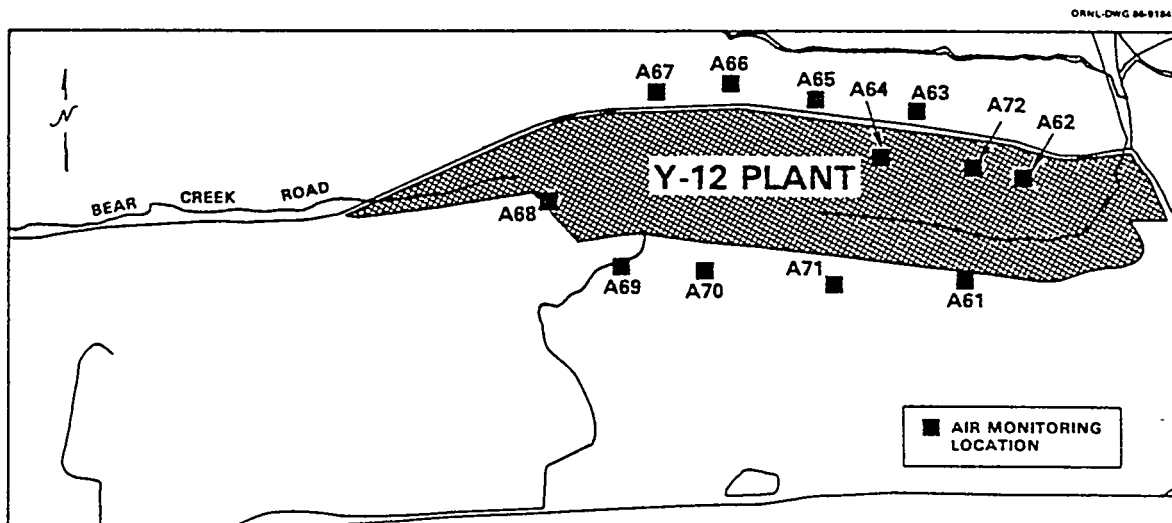 ORNL-DWG 84-9184
N
A67
A66
A65
A64
A63
A72
A62
Y-12 PLANT
BEAR CREEK ROAD
A68
A69
A70
A71
A61
AIR MONITORING
LOCATION